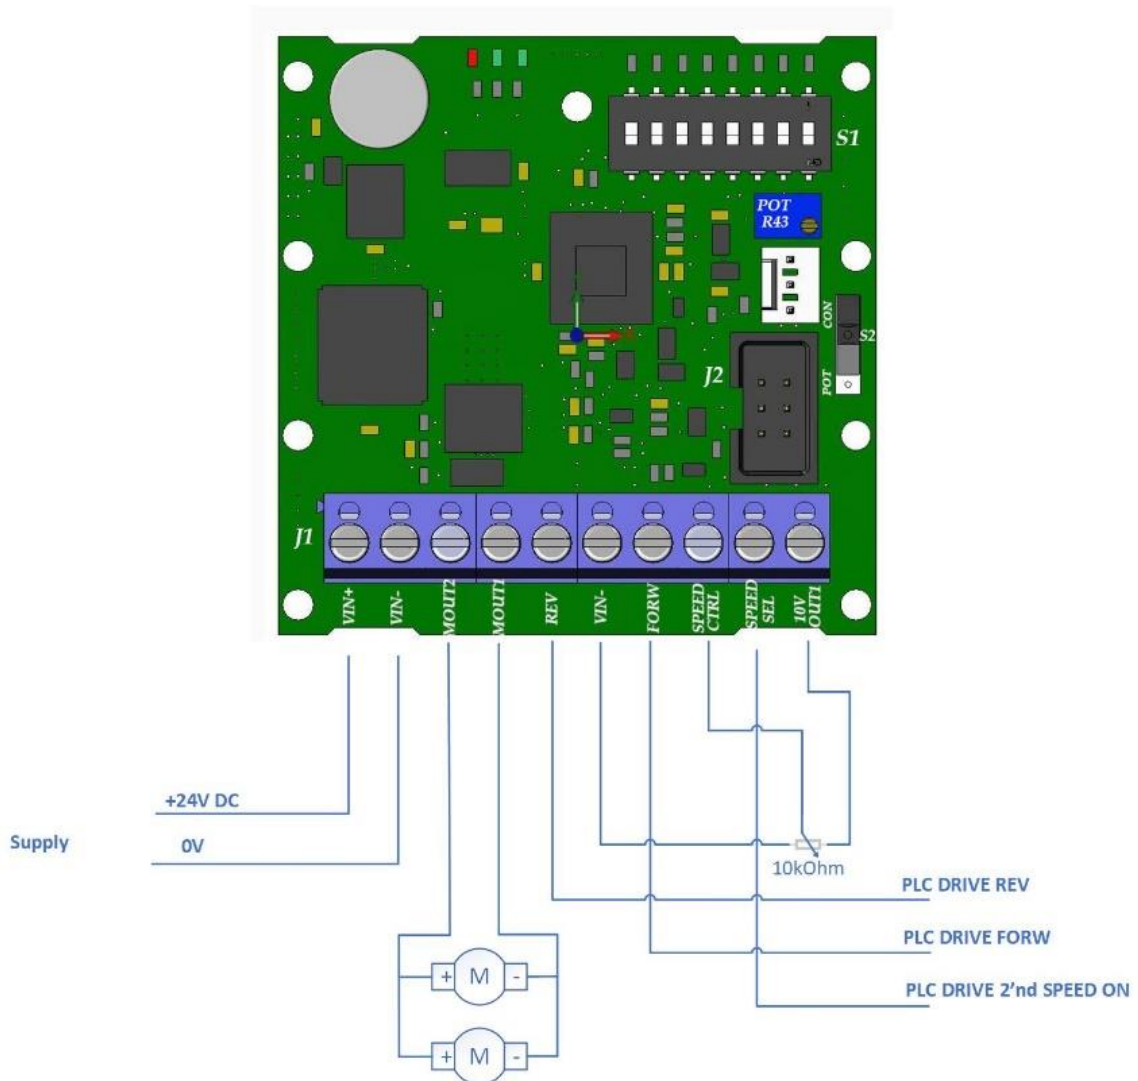 S1
POT
R43
CON
S2
J2
POT
J1
VIN+
VIN-
MOUT2
MOUT1
REV
VIN-
FORW
SPEED
CTRL
SPEED
SEL
10V
OUT1
+24V DC
Supply
0V
10kOhm
PLC DRIVE REV
PLC DRIVE FORW
PLC DRIVE 2'nd SPEED ON
+ M -
+ M -